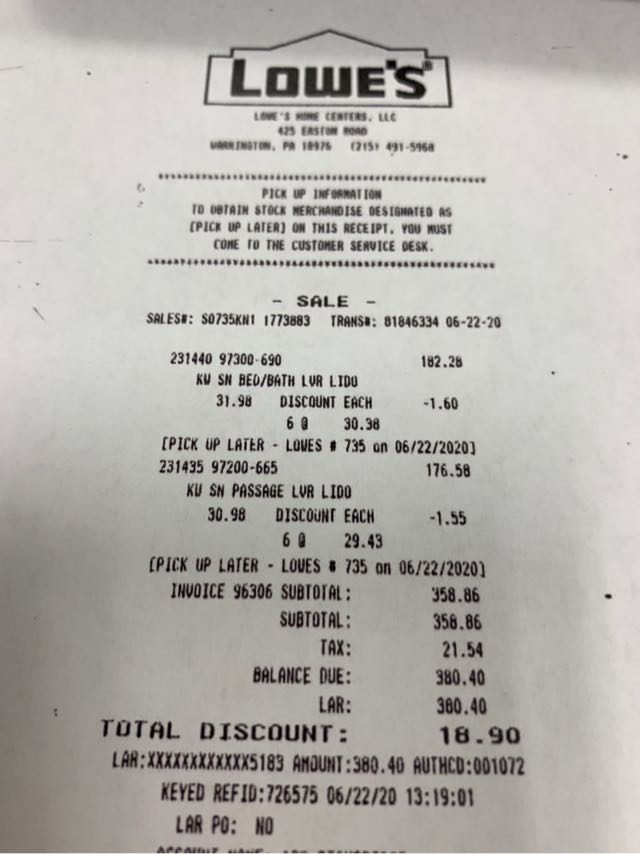 LOWE'S®
LOWE'S HOME CENTERS, LLC
425 EASTON ROAD
WARRINGTON, PA 18976 (215) 491-5960
PICK UP INFORMATION
TO OBTAIN STOCK MERCHANDISE DESIGNATED AS
[PICK UP LATER] ON THIS RECEIPT, YOU MUST
COME TO THE CUSTOMER SERVICE DESK.
- SALE -
SALES#: S0735KN1 1773883 TRANS#: 81846334 06-22-20
231440 97300-690 182.28
KW SN BED/BATH LVR LIDO
31.98 DISCOUNT EACH -1.60
6 @ 30.38
[PICK UP LATER - LOWES # 735 on 06/22/2020]
231435 97200-665 176.58
KW SN PASSAGE LVR LIDO
30.98 DISCOUNT EACH -1.55
6 @ 29.43
[PICK UP LATER - LOWES # 735 on 06/22/2020]
INVOICE 96306 SUBTOTAL: 358.86
SUBTOTAL: 358.86
TAX: 21.54
BALANCE DUE: 380.40
LAR: 380.40
TOTAL DISCOUNT: 18.90
LAR:XXXXXXXXXXXX5183 AMOUNT:380.40 AUTHCD:001072
KEYED REFID:726575 06/22/20 13:19:01
LAR PO: NO